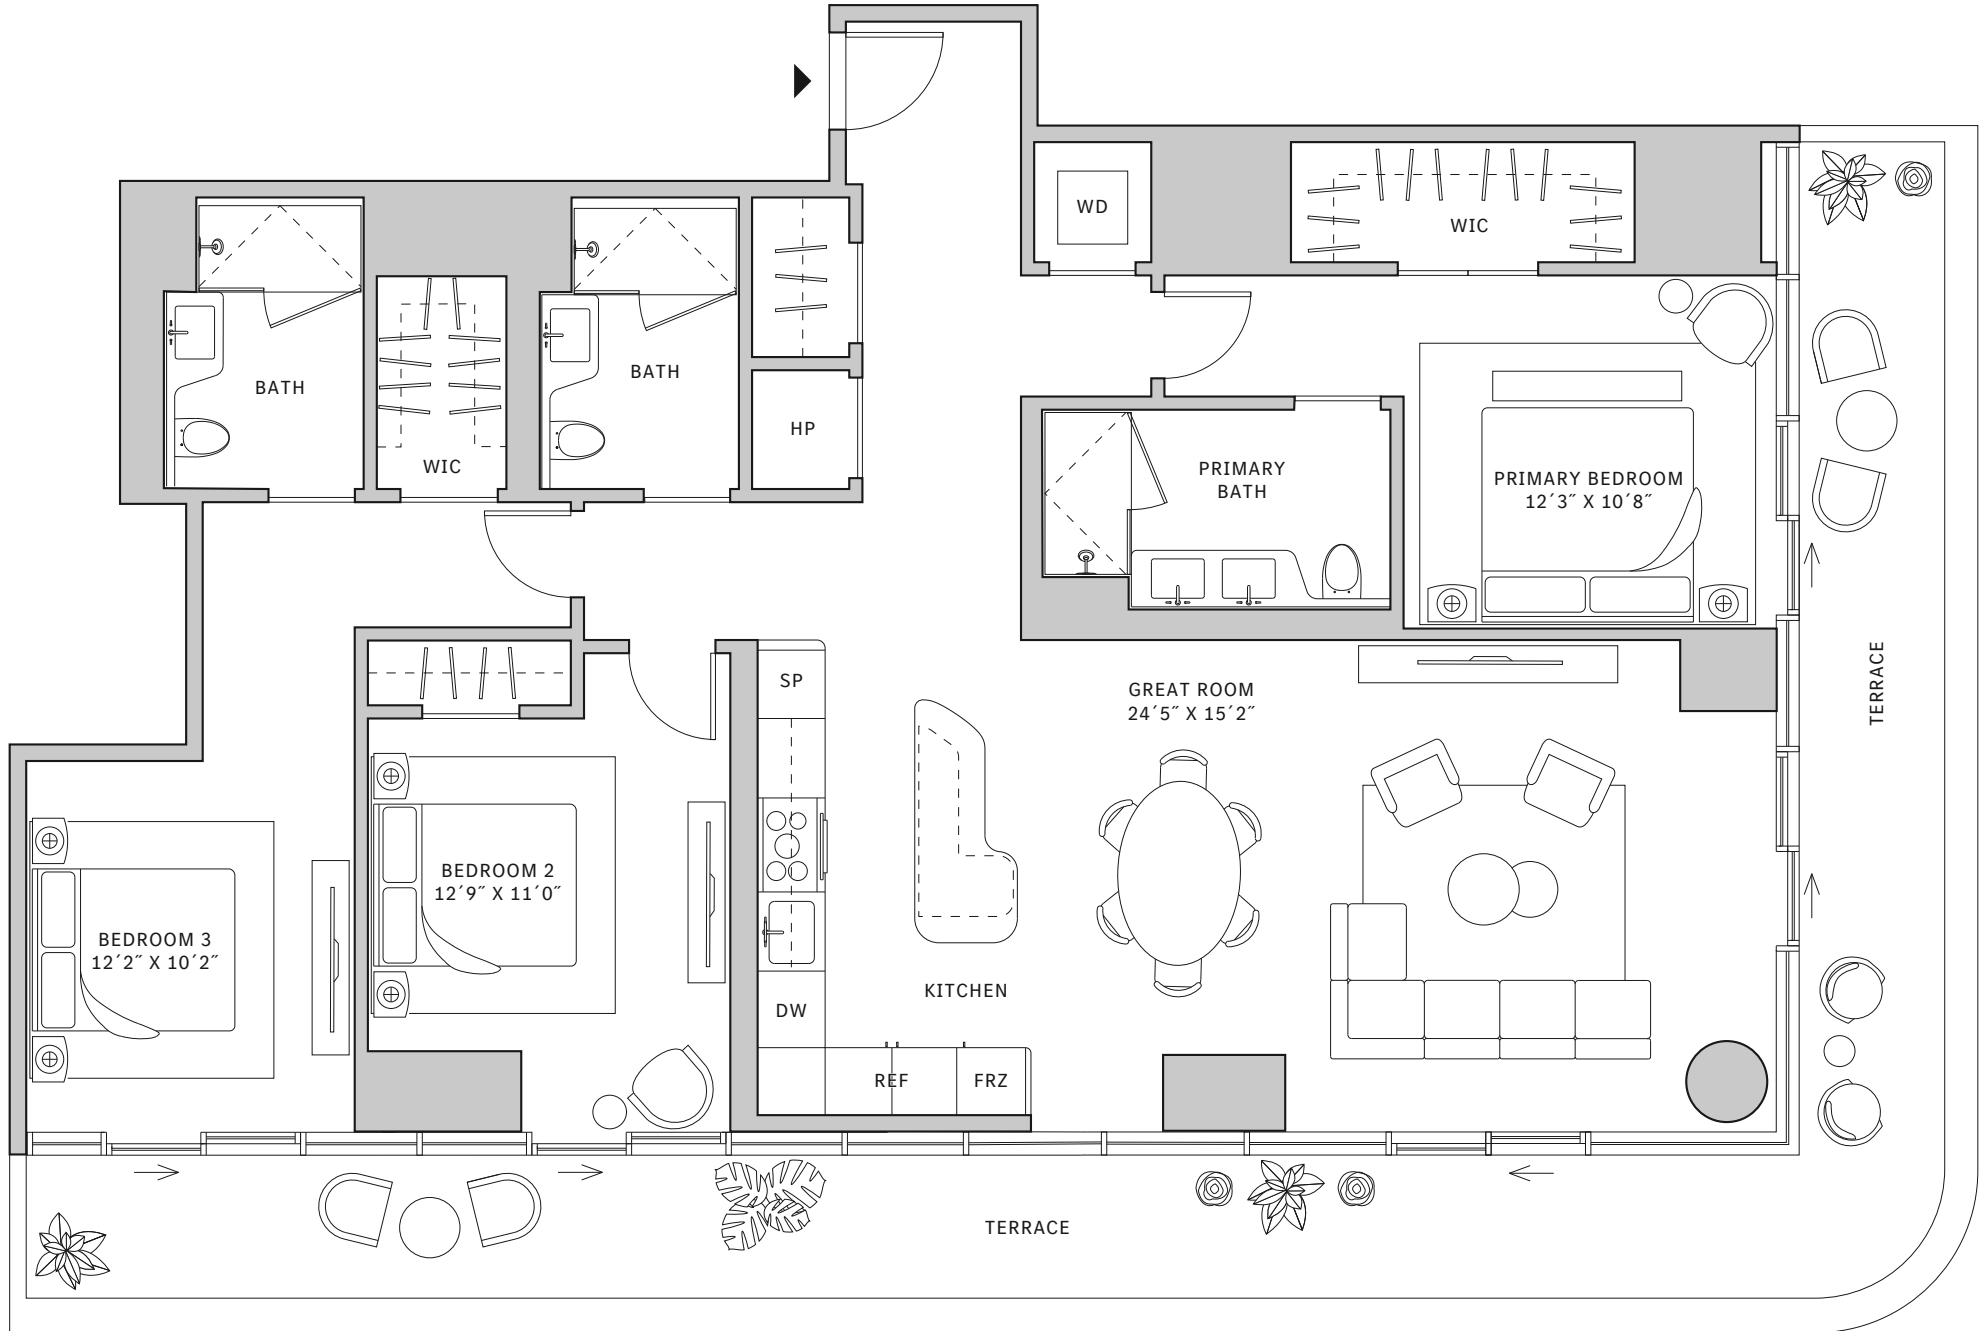 WD
WIC
BATH
BATH
HP
WIC
PRIMARY
BATH
PRIMARY BEDROOM
12´3˝ X 10´8˝
TERRACE
SP
GREAT ROOM
24´5˝ X 15´2˝
BEDROOM 2
12´9˝ X 11´0˝
BEDROOM 3
12´2˝ X 10´2˝
KITCHEN
DW
REF
FRZ
TERRACE